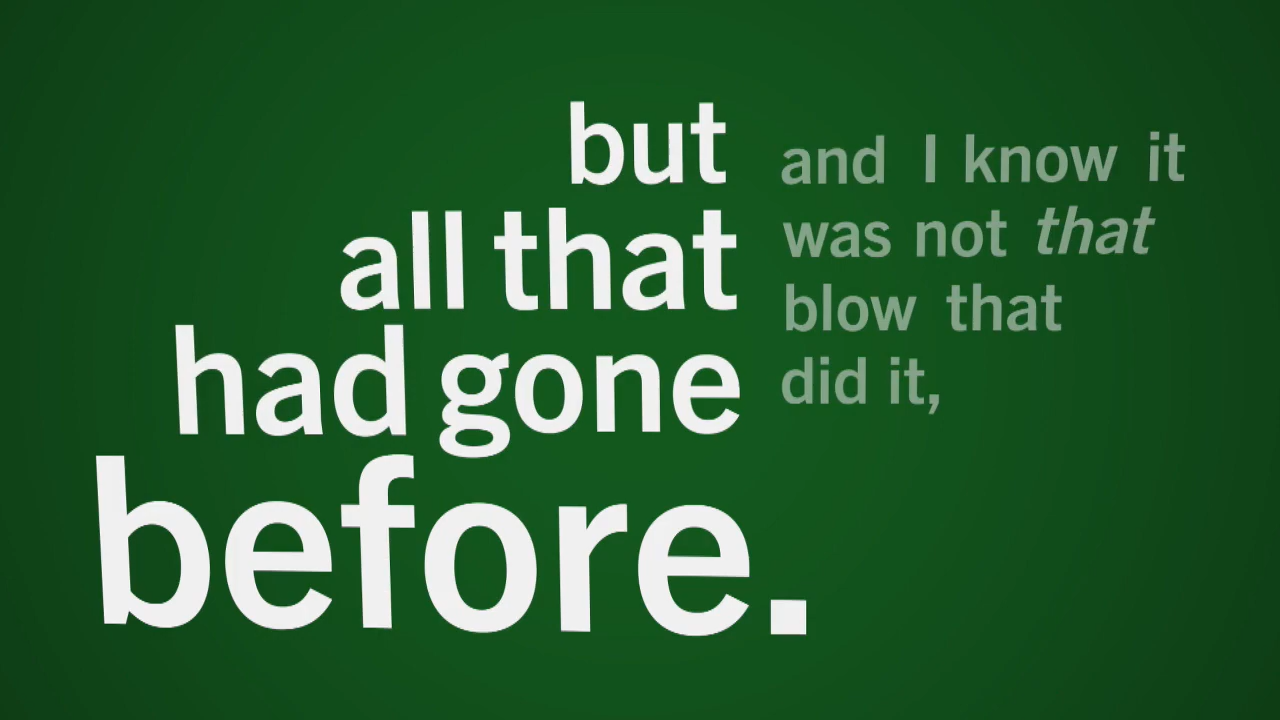 and I know it
was not that
blow that
did it,
but
all that
had gone
before.